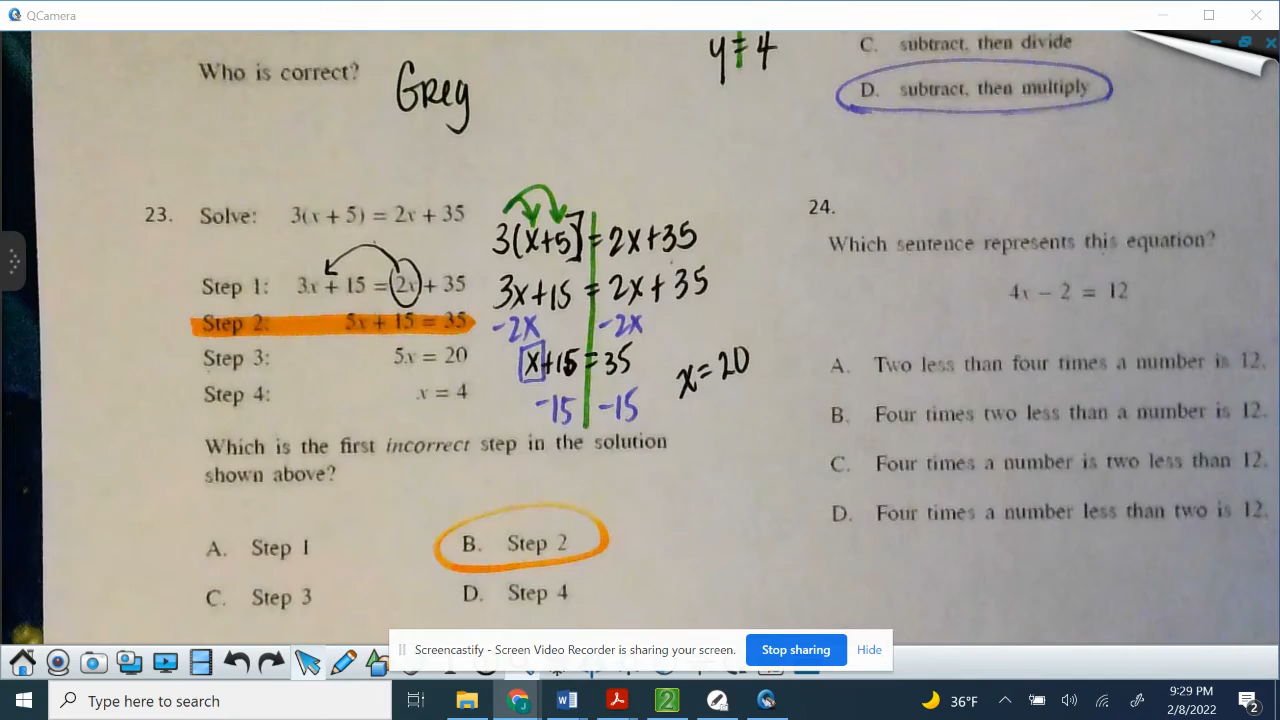 QCamera
Who is correct?
Greg
y = 4
C. subtract, then divide
D. subtract, then multiply
23. Solve: 3(x + 5) = 2x + 35
Step 1: 3x + 15 = 2x + 35
Step 2: 5x + 15 = 35
Step 3: 5x = 20
Step 4: x = 4
3(x+5) = 2x+35
3x+15 = 2x+35
-2x -2x
x+15 = 35
-15 -15
x = 20
Which is the first incorrect step in the solution
shown above?
A. Step 1
B. Step 2
C. Step 3
D. Step 4
24.
Which sentence represents this equation?
4x − 2 = 12
A. Two less than four times a number is 12.
B. Four times two less than a number is 12.
C. Four times a number is two less than 12.
D. Four times a number less than two is 12.
Screencastify - Screen Video Recorder is sharing your screen.
Stop sharing
Hide
Type here to search
36°F
9:29 PM
2/8/2022
2